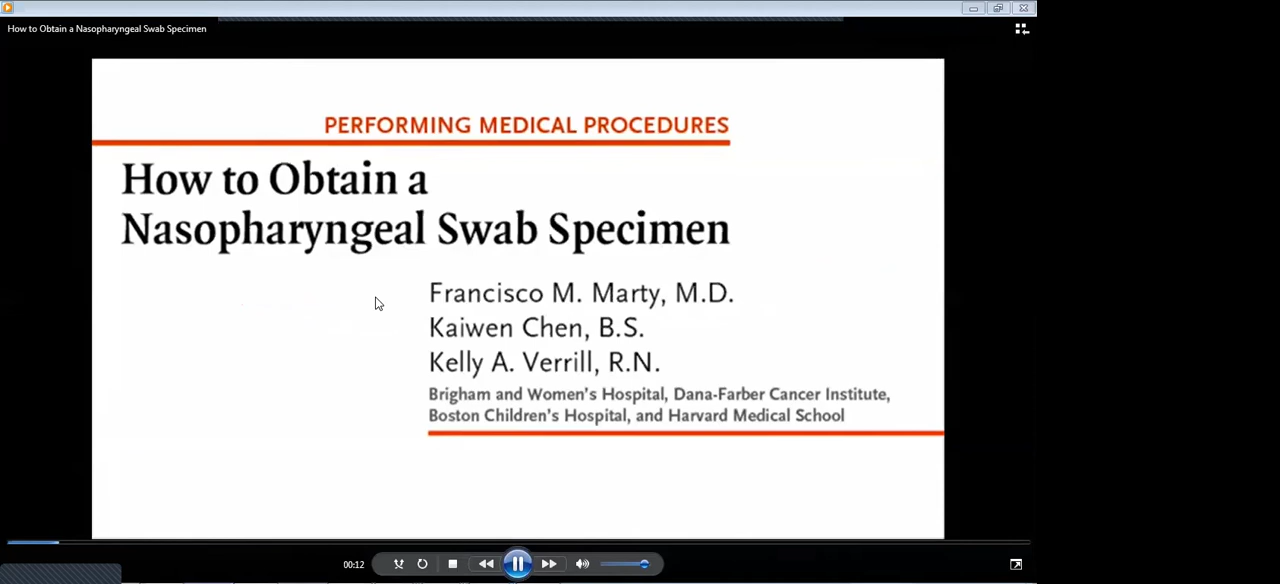 How to Obtain a Nasopharyngeal Swab Specimen
PERFORMING MEDICAL PROCEDURES
How to Obtain a
Nasopharyngeal Swab Specimen
Francisco M. Marty, M.D.
Kaiwen Chen, B.S.
Kelly A. Verrill, R.N.
Brigham and Women's Hospital, Dana-Farber Cancer Institute,
Boston Children's Hospital, and Harvard Medical School
00:12